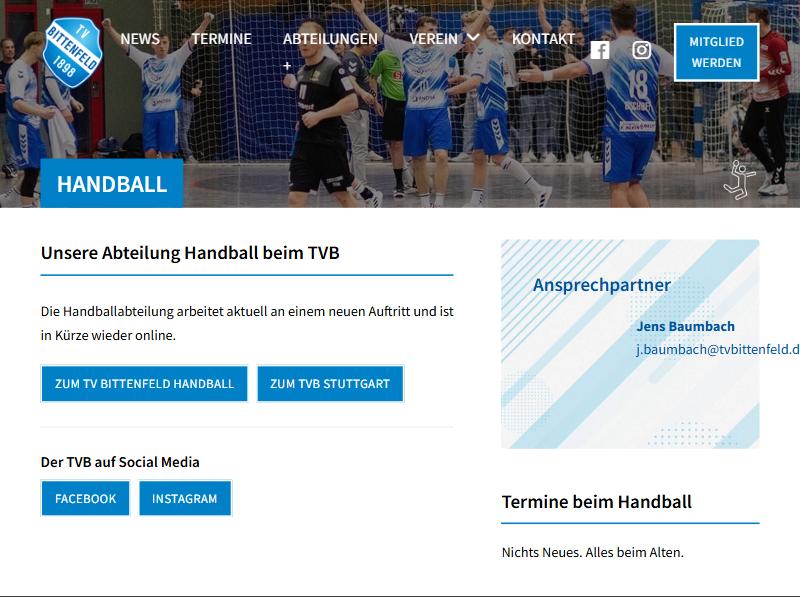 TV
BITTENFELD
1898
NEWS
TERMINE
ABTEILUNGEN
+
VEREIN
KONTAKT
MITGLIED
WERDEN
18
HANDBALL
Unsere Abteilung Handball beim TVB
Die Handballabteilung arbeitet aktuell an einem neuen Auftritt und ist
in Kürze wieder online.
ZUM TV BITTENFELD HANDBALL
ZUM TVB STUTTGART
Der TVB auf Social Media
FACEBOOK
INSTAGRAM
Ansprechpartner
Jens Baumbach
j.baumbach@tvbittenfeld.d
Termine beim Handball
Nichts Neues. Alles beim Alten.